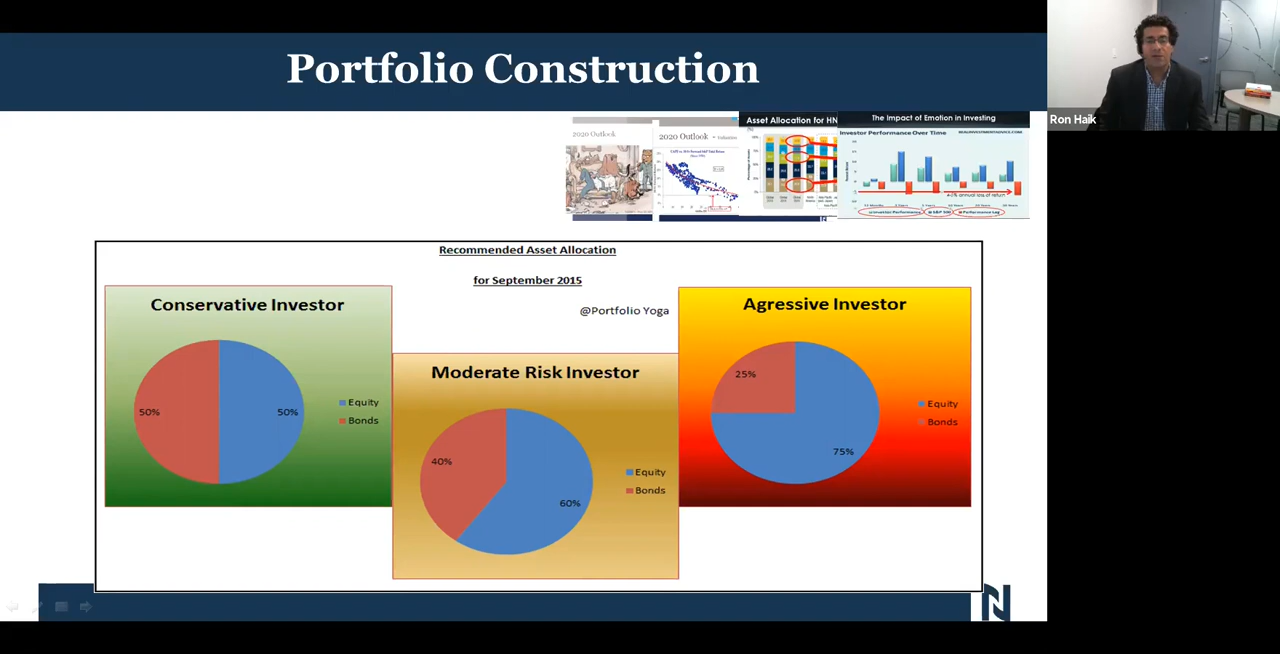 Portfolio Construction
Ron Haik
2020 Outlook
2020 Outlook
Asset Allocation for HN
The Impact of Emotion in Investing
Investor Performance Over Time
Recommended Asset Allocation
for September 2015
@Portfolio Yoga
Conservative Investor
50%
50%
Equity
Bonds
Moderate Risk Investor
40%
60%
Equity
Bonds
Agressive Investor
25%
75%
Equity
Bonds
N